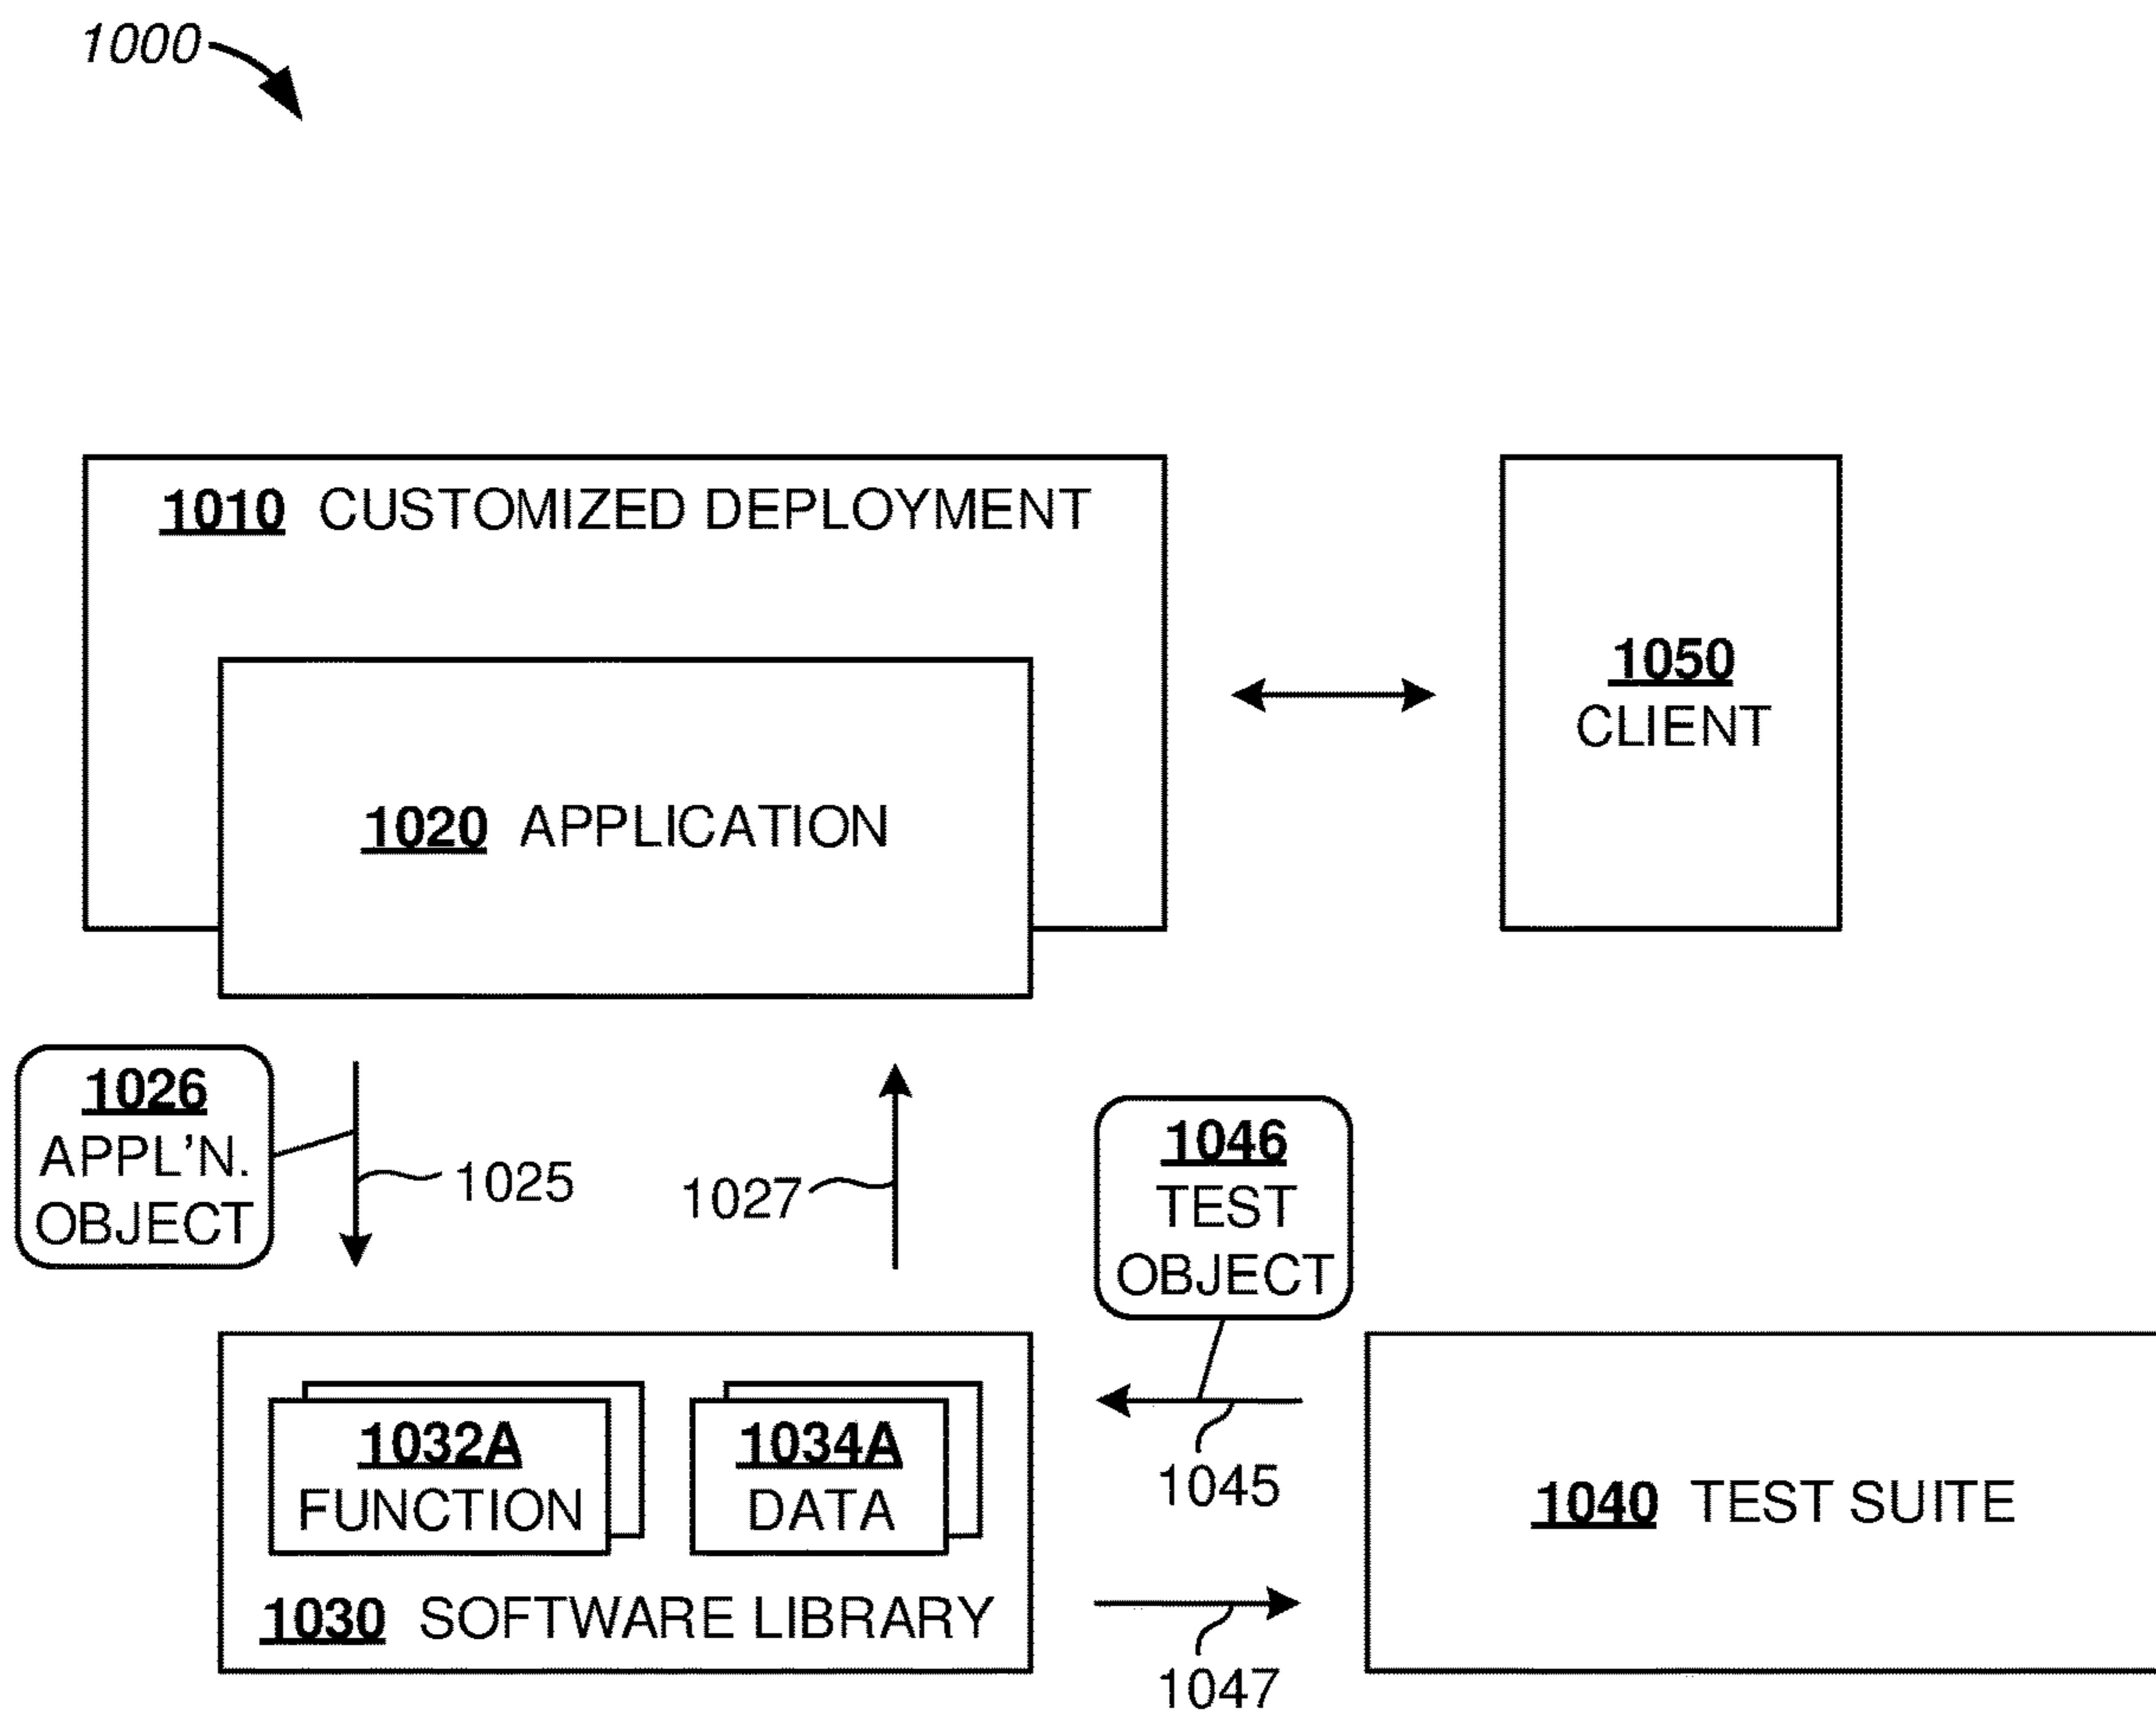 1000
1010 CUSTOMIZED DEPLOYMENT
1050
CLIENT
1020 APPLICATION
1026
APPL'N.
OBJECT
1025
1027
1046
TEST
OBJECT
1032A
FUNCTION
1034A
DATA
1030 SOFTWARE LIBRARY
1045
1047
1040 TEST SUITE